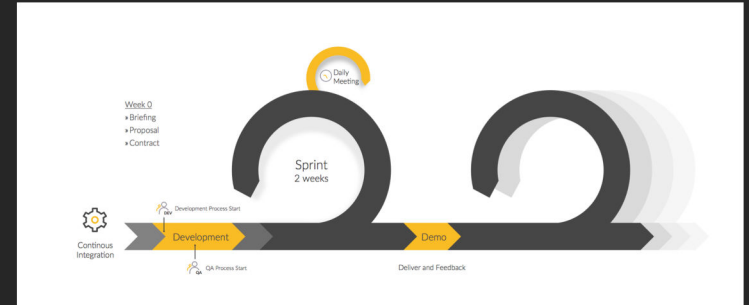 Daily
Meeting
Week 0
Briefing
Proposal
Contract
Sprint
2 weeks
DEV
Development Process Start
Continous
Integration
Development
Demo
QA
QA Process Start
Deliver and Feedback